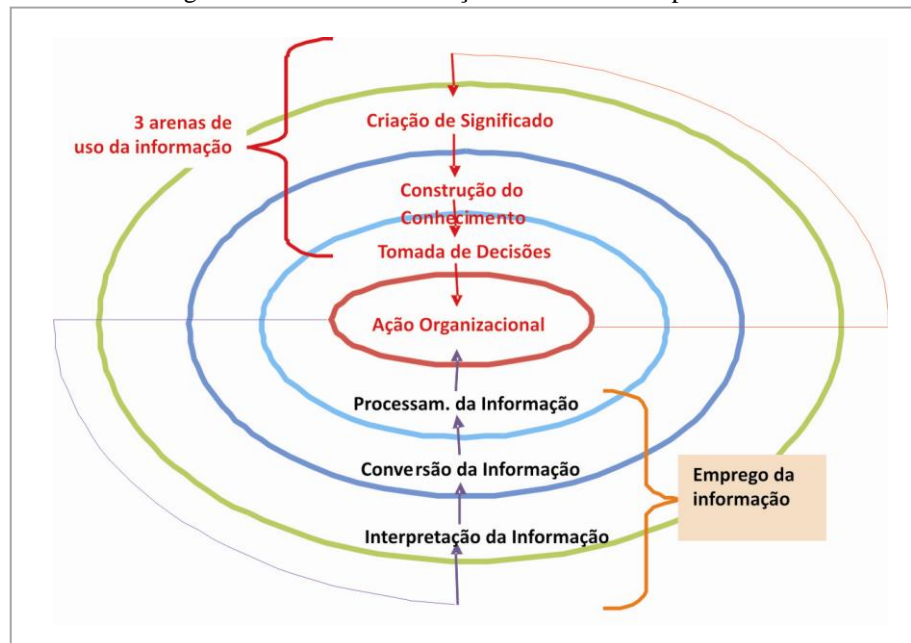 3 arenas de
uso da informação
Criação de Significado
Construção do
Conhecimento
Tomada de Decisões
Ação Organizacional
Processam. da Informação
Conversão da Informação
Interpretação da Informação
Emprego da
informação